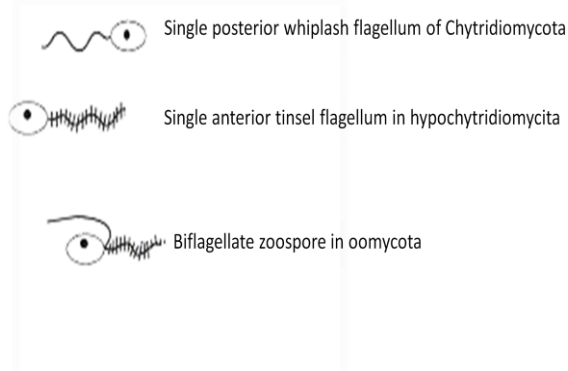 Single posterior whiplash flagellum of Chytridiomycota
Single anterior tinsel flagellum in hypochytridiomycita
Biflagellate zoospore in oomycota